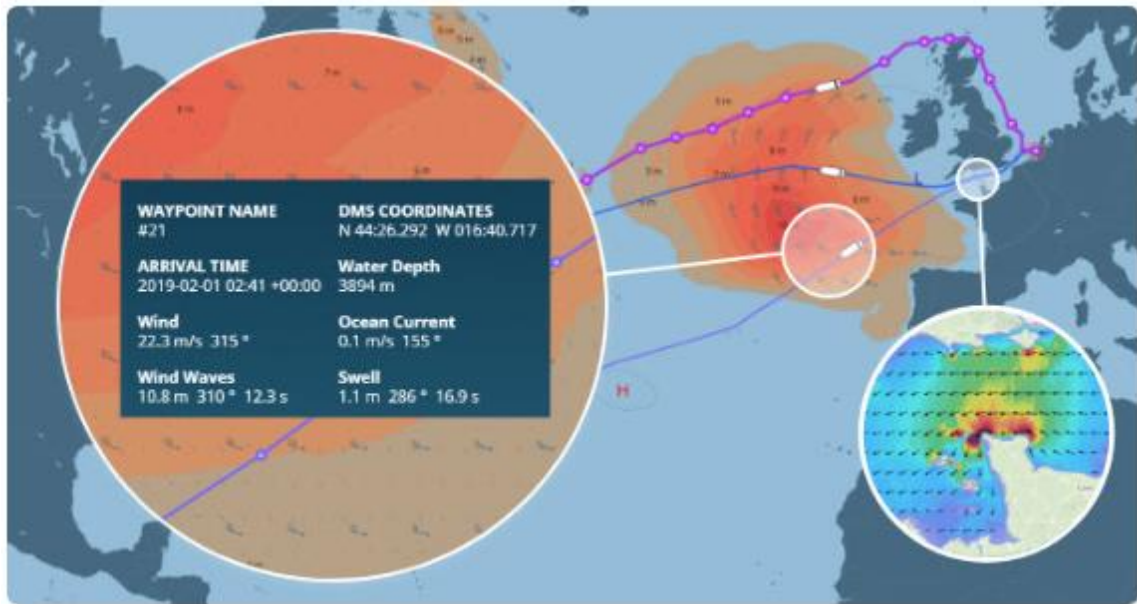 WAYPOINT NAME
#21
DMS COORDINATES
N 44:26.292 W 016:40.717
ARRIVAL TIME
2019-02-01 02:41 +00:00
Water Depth
3894 m
Wind
22.3 m/s 315 °
Ocean Current
0.1 m/s 155 °
Wind Waves
10.8 m 310 ° 12.3 s
Swell
1.1 m 286 ° 16.9 s
7 m
H
L